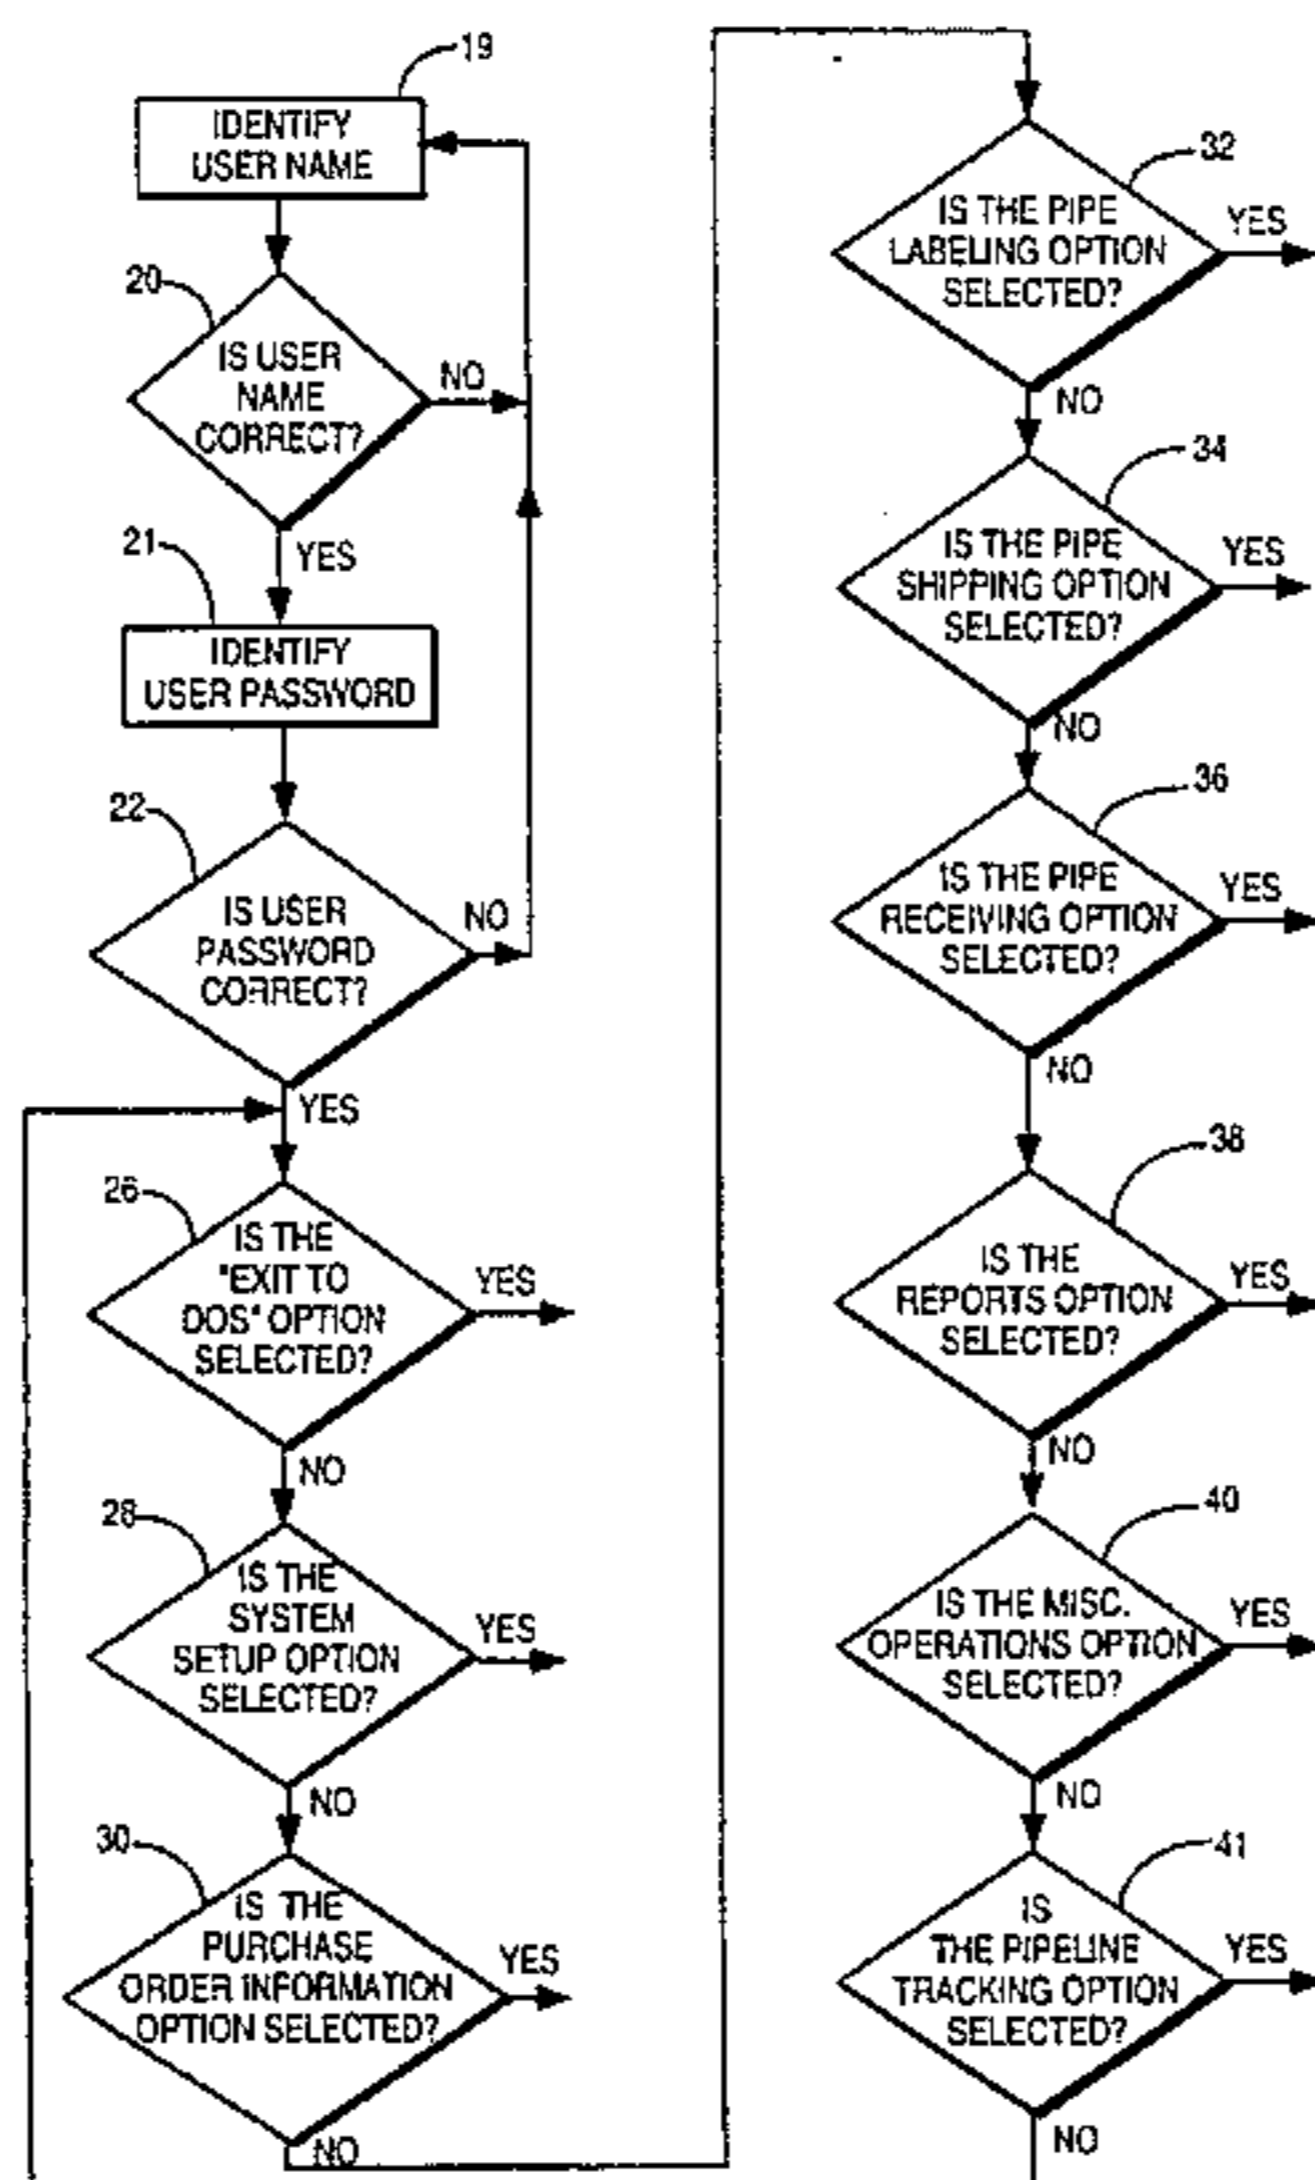 19
IDENTIFY
USER NAME
20
IS USER
NAME
CORRECT?
NO
YES
21
IDENTIFY
USER PASSWORD
22
IS USER
PASSWORD
CORRECT?
NO
YES
26
IS THE
"EXIT TO
DOS" OPTION
SELECTED?
YES
NO
28
IS THE
SYSTEM
SETUP OPTION
SELECTED?
YES
NO
30
IS THE
PURCHASE
ORDER INFORMATION
OPTION SELECTED?
YES
NO
32
IS THE PIPE
LABELING OPTION
SELECTED?
YES
NO
34
IS THE PIPE
SHIPPING OPTION
SELECTED?
YES
NO
36
IS THE PIPE
RECEIVING OPTION
SELECTED?
YES
NO
38
IS THE
REPORTS OPTION
SELECTED?
YES
NO
40
IS THE MISC.
OPERATIONS OPTION
SELECTED?
YES
NO
41
IS
THE PIPELINE
TRACKING OPTION
SELECTED?
YES
NO